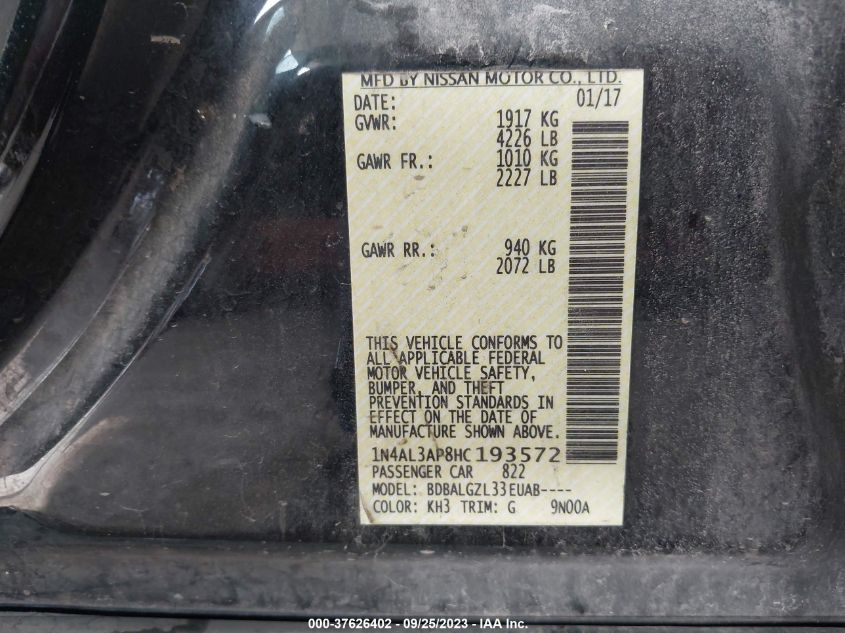 MFD BY NISSAN MOTOR CO., LTD.
DATE: 01/17
GVWR: 1917 KG
4226 LB
GAWR FR.: 1010 KG
2227 LB
GAWR RR.: 940 KG
2072 LB
THIS VEHICLE CONFORMS TO
ALL APPLICABLE FEDERAL
MOTOR VEHICLE SAFETY,
BUMPER, AND THEFT
PREVENTION STANDARDS IN
EFFECT ON THE DATE OF
MANUFACTURE SHOWN ABOVE.
1N4AL3AP8HC193572
PASSENGER CAR 822
MODEL: BDBALGZL33EUAB----
COLOR: KH3 TRIM: G 9N00A
000-37626402 - 09/25/2023 - IAA Inc.